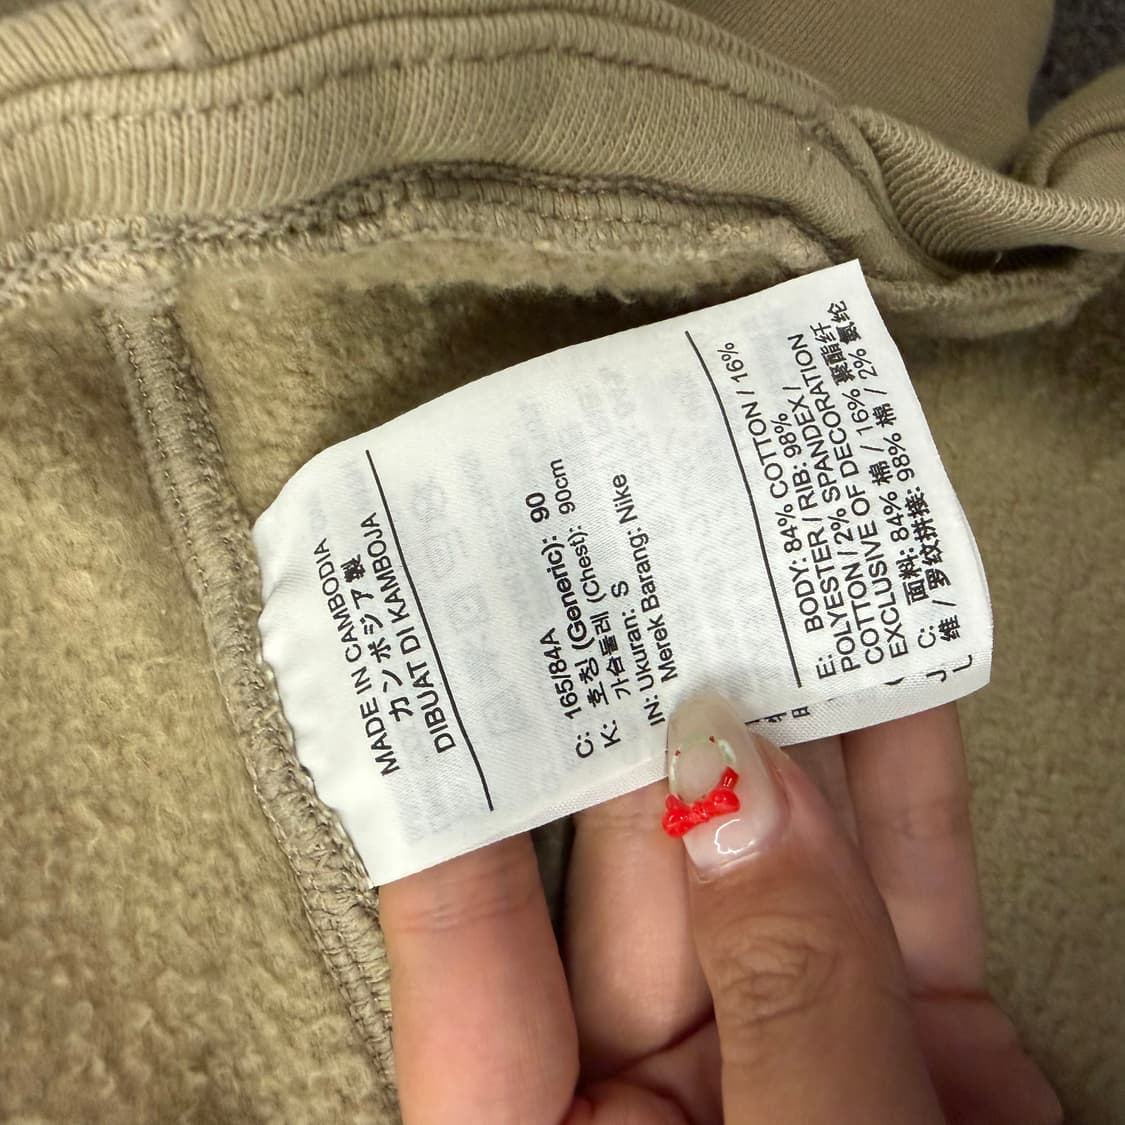 MADE IN CAMBODIA
カンボジア製
DIBUAT DI KAMBOJA
C: 165/84A
K: 호칭 (Generic): 90
가슴둘레 (Chest): 90cm
IN: Ukuran: S
Merek Barang: Nike
E: BODY: 84% COTTON / 16%
POLYESTER / RIB: 98%
COTTON / 2% SPANDEX /
EXCLUSIVE OF DECORATION
C: 面料: 84% 棉 / 16% 聚酯纤
维 / 罗纹拼接: 98% 棉 / 2% 氨纶